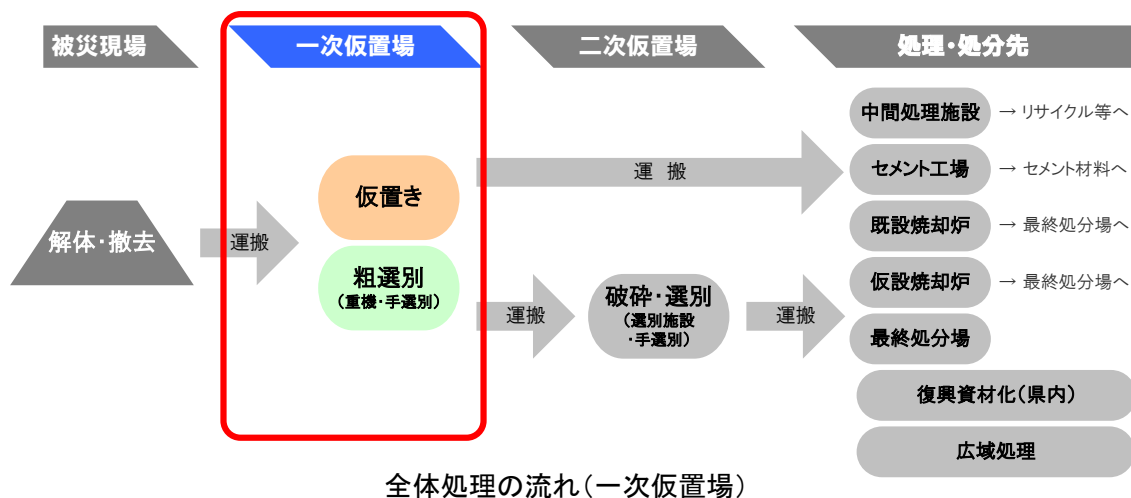 被災現場
一次仮置場
二次仮置場
処理・処分先
解体・撤去
運搬
仮置き
粗選別
（重機・手選別）
運 搬
運搬
破砕・選別
（選別施設
・手選別）
運搬
中間処理施設 → リサイクル等へ
セメント工場 → セメント材料へ
既設焼却炉 → 最終処分場へ
仮設焼却炉 → 最終処分場へ
最終処分場
復興資材化（県内）
広域処理
全体処理の流れ（一次仮置場）